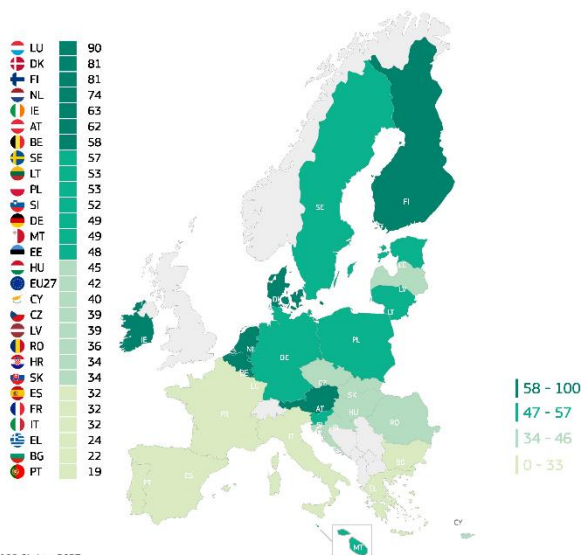 LU 90
DK 81
FI 81
NL 74
IE 63
AT 62
BE 58
SE 57
LT 53
PL 53
SI 52
DE 49
MT 49
EE 48
HU 45
EU27 42
CY 40
CZ 39
LV 39
RO 36
HR 34
SK 34
ES 32
FR 32
IT 32
EL 24
BG 22
PT 19
FI
SE
DK
LT
IE
NL
BE
DE
PL
SK
AT
HU
RO
IT
BG
PT
ES
EL
CY
MT
58 - 100
47 - 57
34 - 46
0 - 33